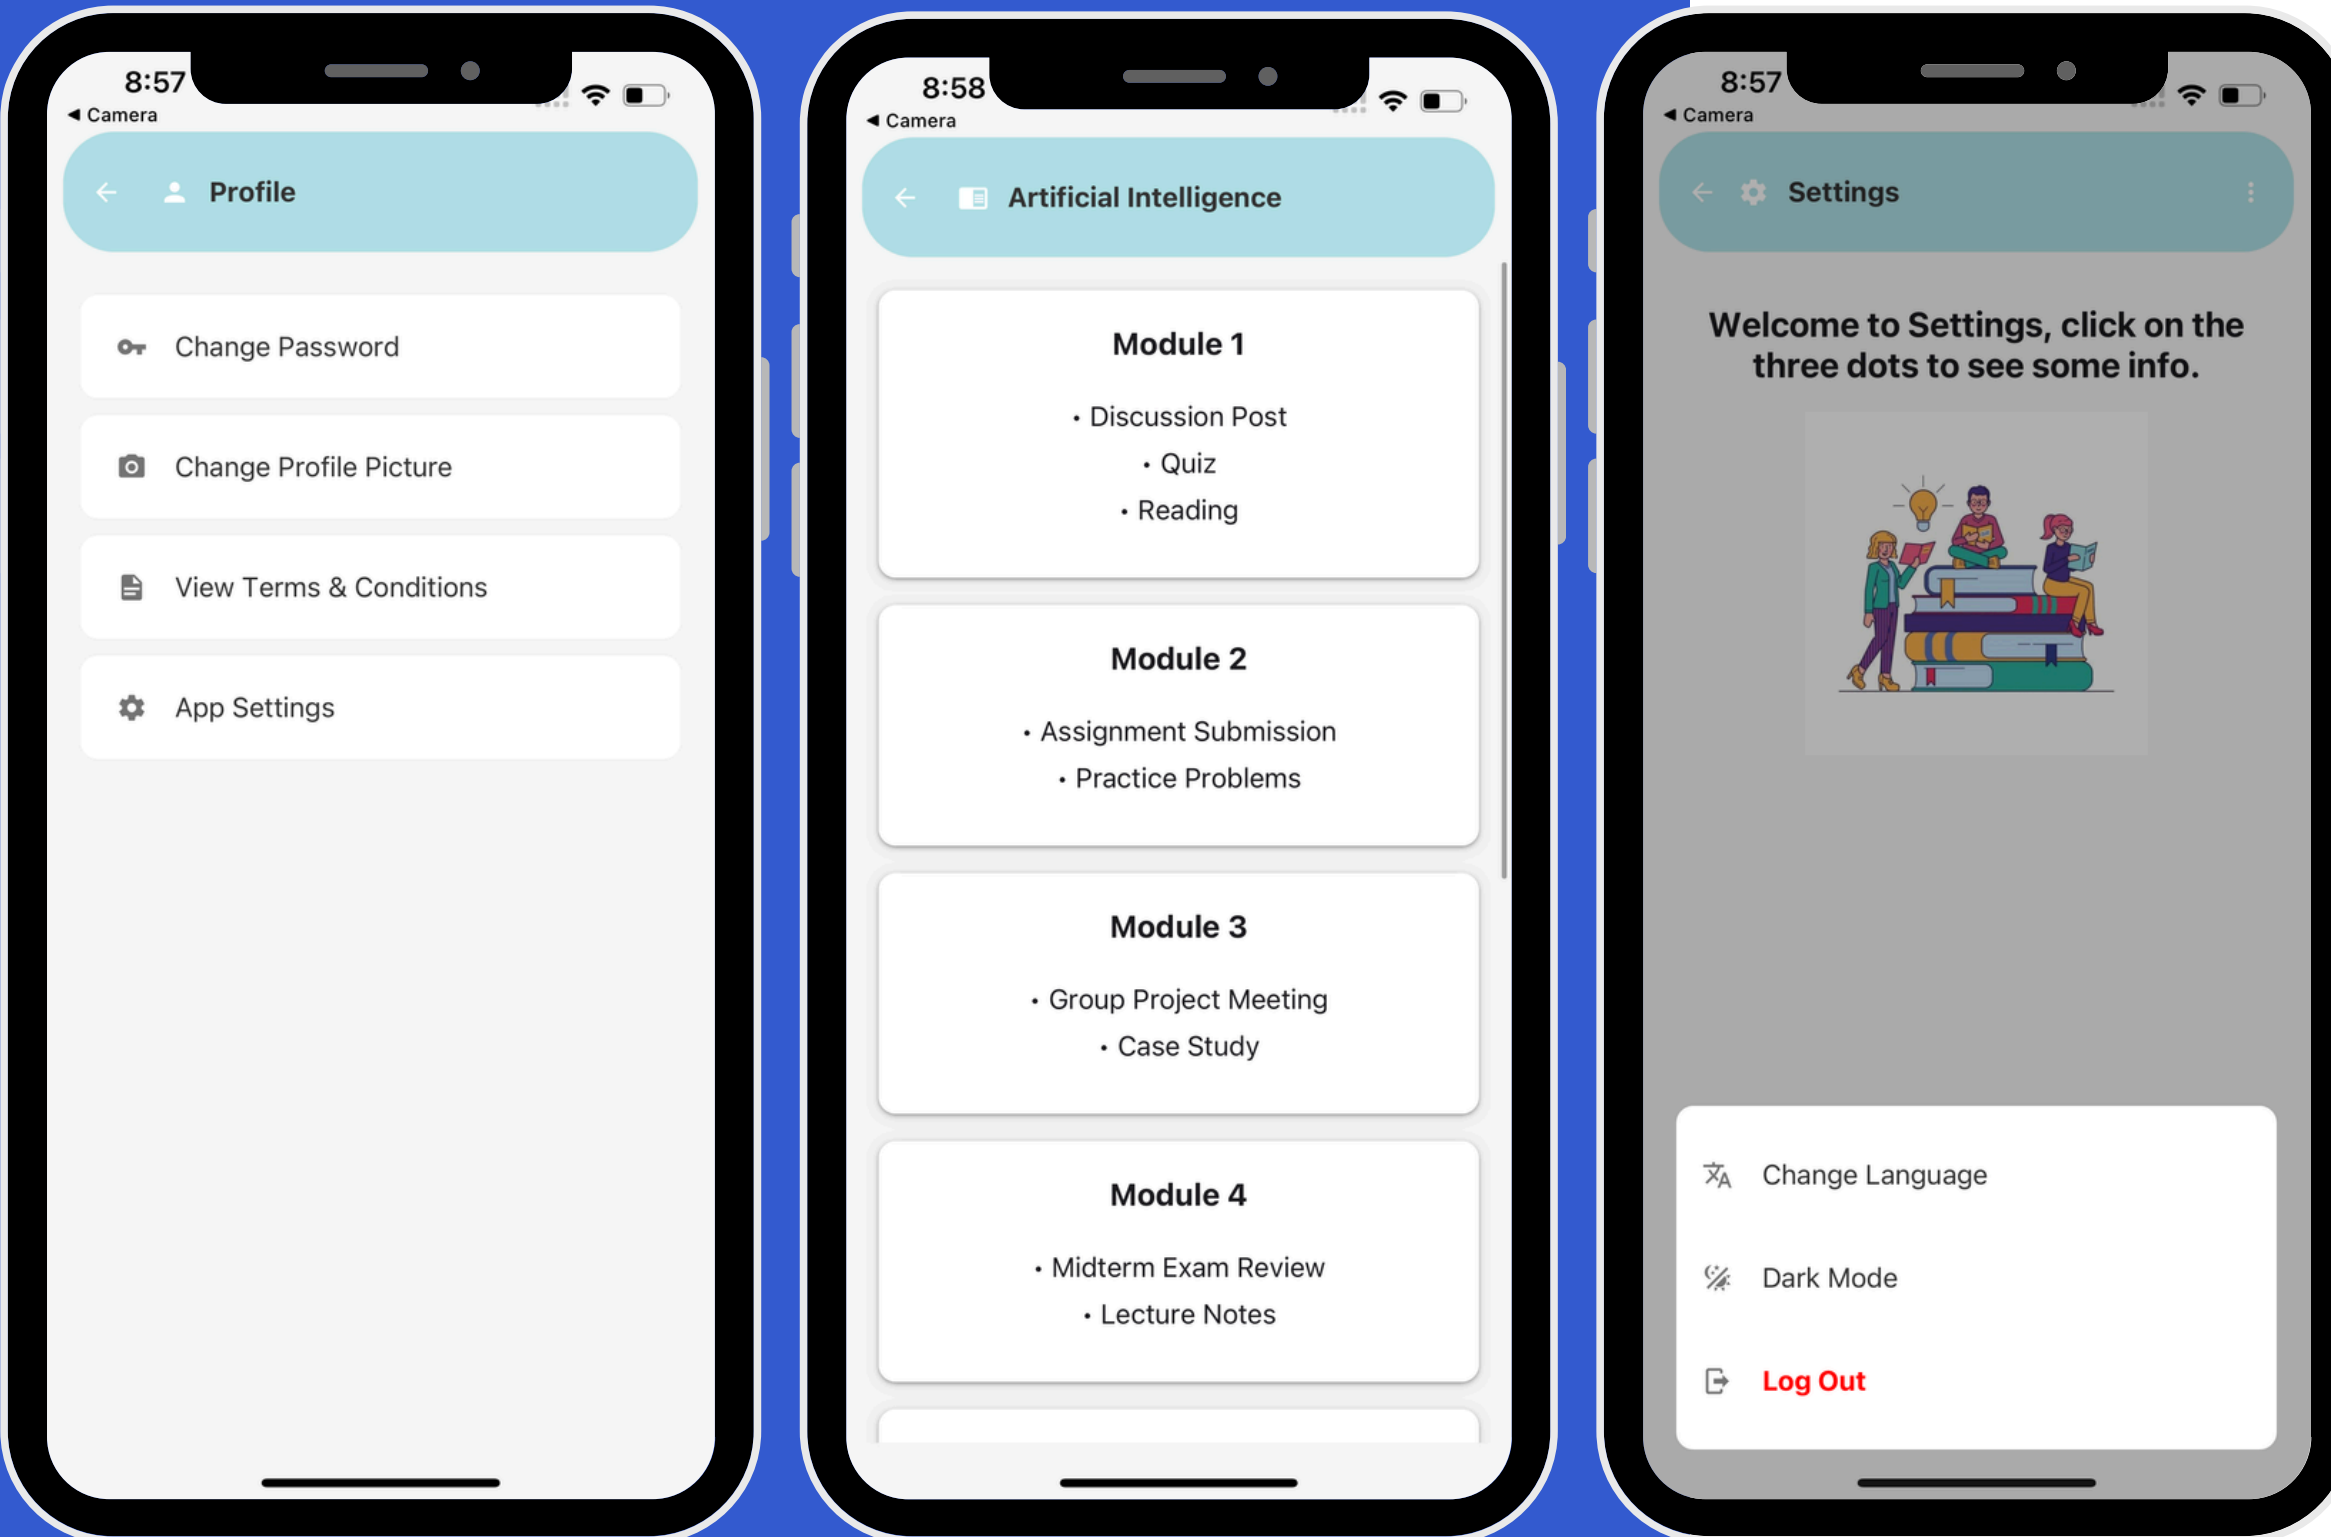 8:57
◀ Camera
Profile
Change Password
Change Profile Picture
View Terms & Conditions
App Settings
8:58
◀ Camera
Artificial Intelligence
Module 1
• Discussion Post
• Quiz
• Reading
Module 2
• Assignment Submission
• Practice Problems
Module 3
• Group Project Meeting
• Case Study
Module 4
• Midterm Exam Review
• Lecture Notes
8:57
◀ Camera
Settings
Welcome to Settings, click on the
three dots to see some info.
Change Language
Dark Mode
Log Out